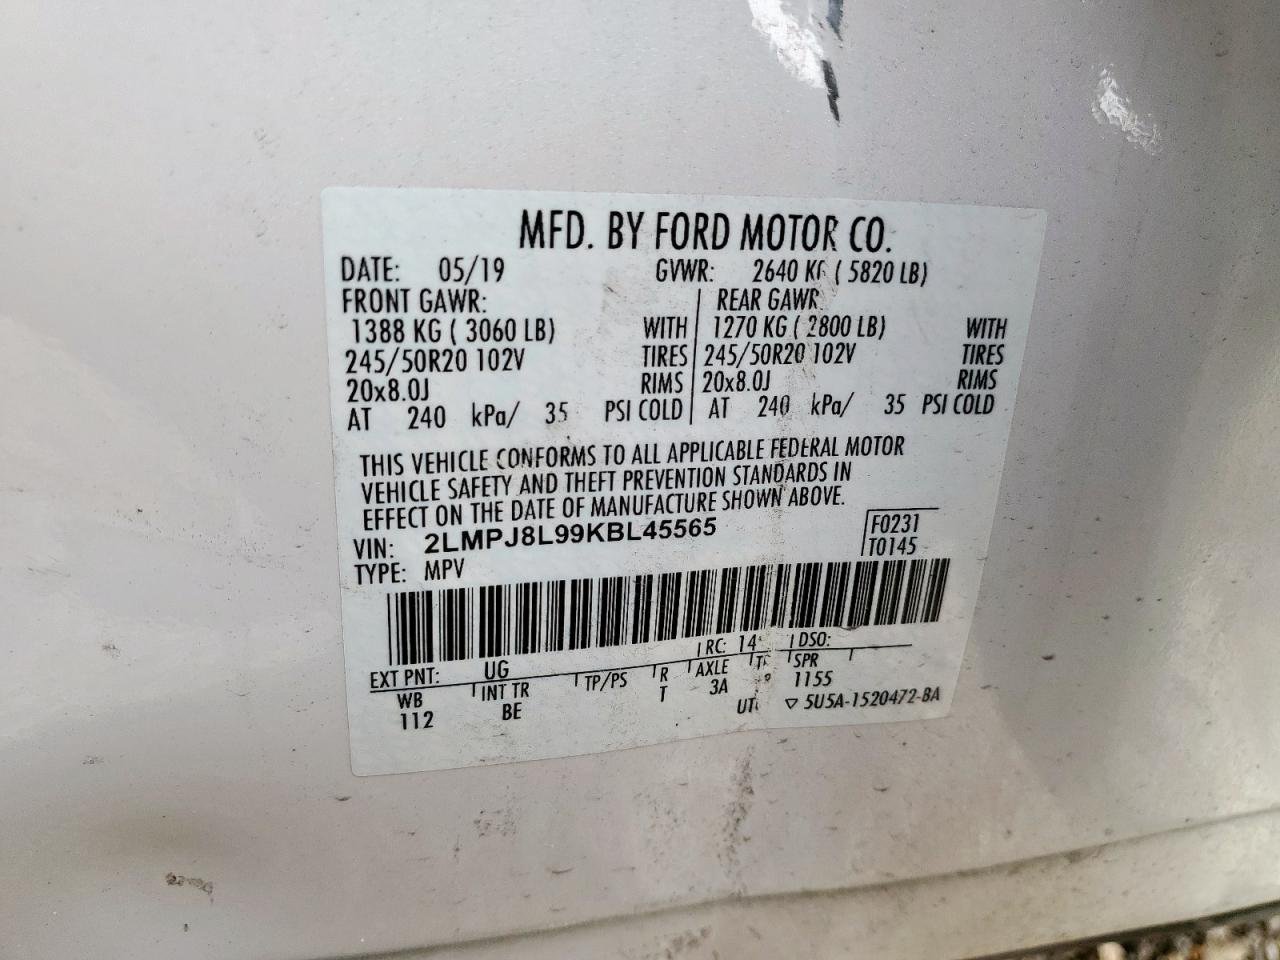 MFD. BY FORD MOTOR CO.
DATE: 05/19 GVWR: 2640 KG ( 5820 LB)
FRONT GAWR: REAR GAWR:
1388 KG ( 3060 LB) WITH 1270 KG ( 2800 LB) WITH
245/50R20 102V TIRES 245/50R20 102V TIRES
20x8.0J RIMS 20x8.0J RIMS
AT 240 kPa/ 35 PSI COLD AT 240 kPa/ 35 PSI COLD
THIS VEHICLE CONFORMS TO ALL APPLICABLE FEDERAL MOTOR
VEHICLE SAFETY AND THEFT PREVENTION STANDARDS IN
EFFECT ON THE DATE OF MANUFACTURE SHOWN ABOVE.
VIN: 2LMPJ8L99KBL45565 F0231
TYPE: MPV T0145
EXT PNT: UG RC: 14 DSO:
WB INT TR TP/PS R AXLE SPR
112 BE T 3A 1155
▽ 5U5A-1520472-BA